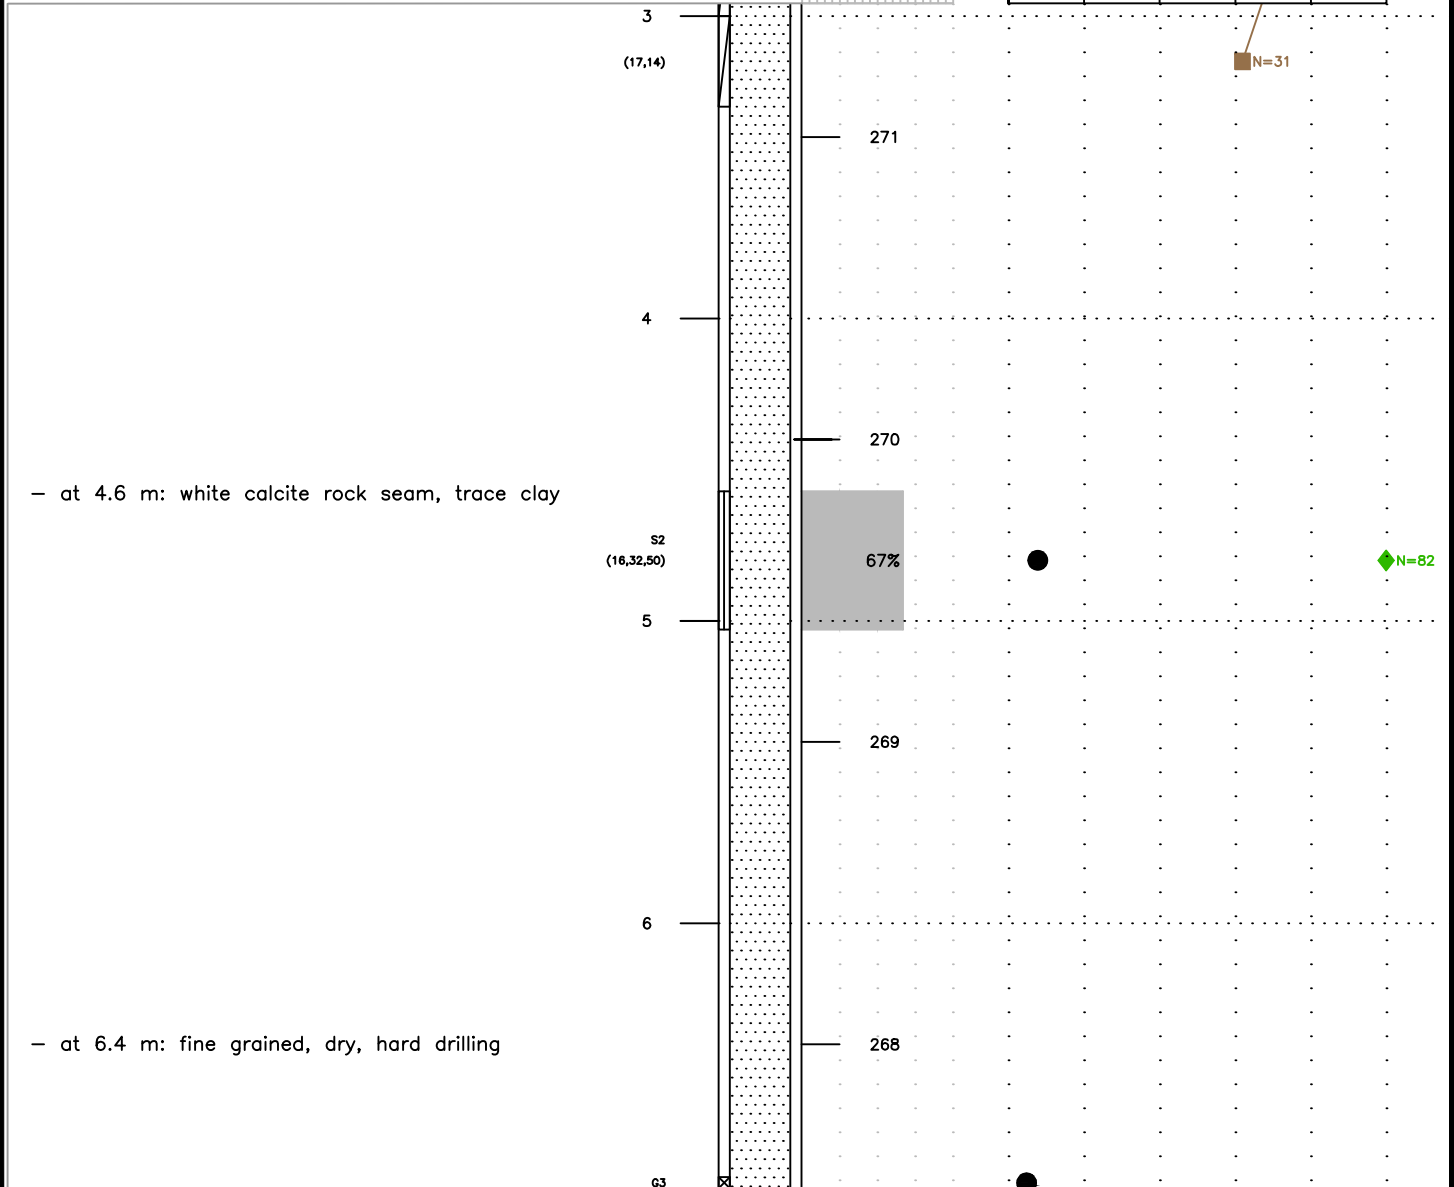 3
(17,14)
N=31
271
4
270
– at 4.6 m: white calcite rock seam, trace clay
S2
(16,32,50)
67%
N=82
5
269
6
– at 6.4 m: fine grained, dry, hard drilling
268
G3